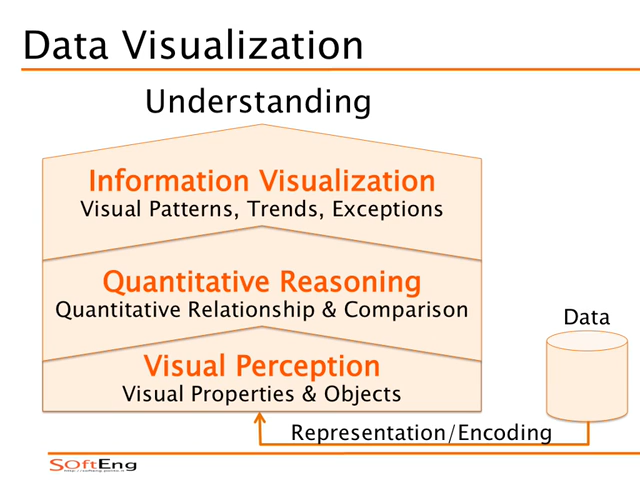 Data Visualization
Understanding
Information Visualization
Visual Patterns, Trends, Exceptions
Quantitative Reasoning
Quantitative Relationship & Comparison
Data
Visual Perception
Visual Properties & Objects
Representation/Encoding
SOftEng